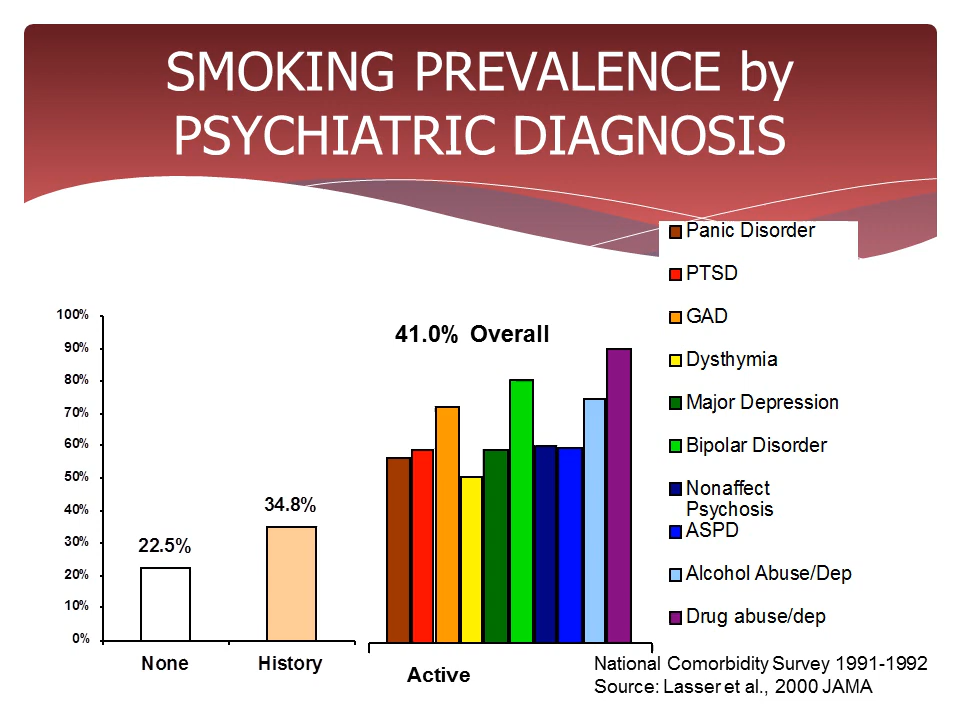 SMOKING PREVALENCE by
PSYCHIATRIC DIAGNOSIS
Panic Disorder
PTSD
GAD
Dysthymia
Major Depression
Bipolar Disorder
Nonaffect
Psychosis
ASPD
Alcohol Abuse/Dep
Drug abuse/dep
41.0% Overall
100%
90%
80%
70%
60%
50%
40%
30%
20%
10%
0%
22.5%
34.8%
None
History
Active
National Comorbidity Survey 1991-1992
Source: Lasser et al., 2000 JAMA